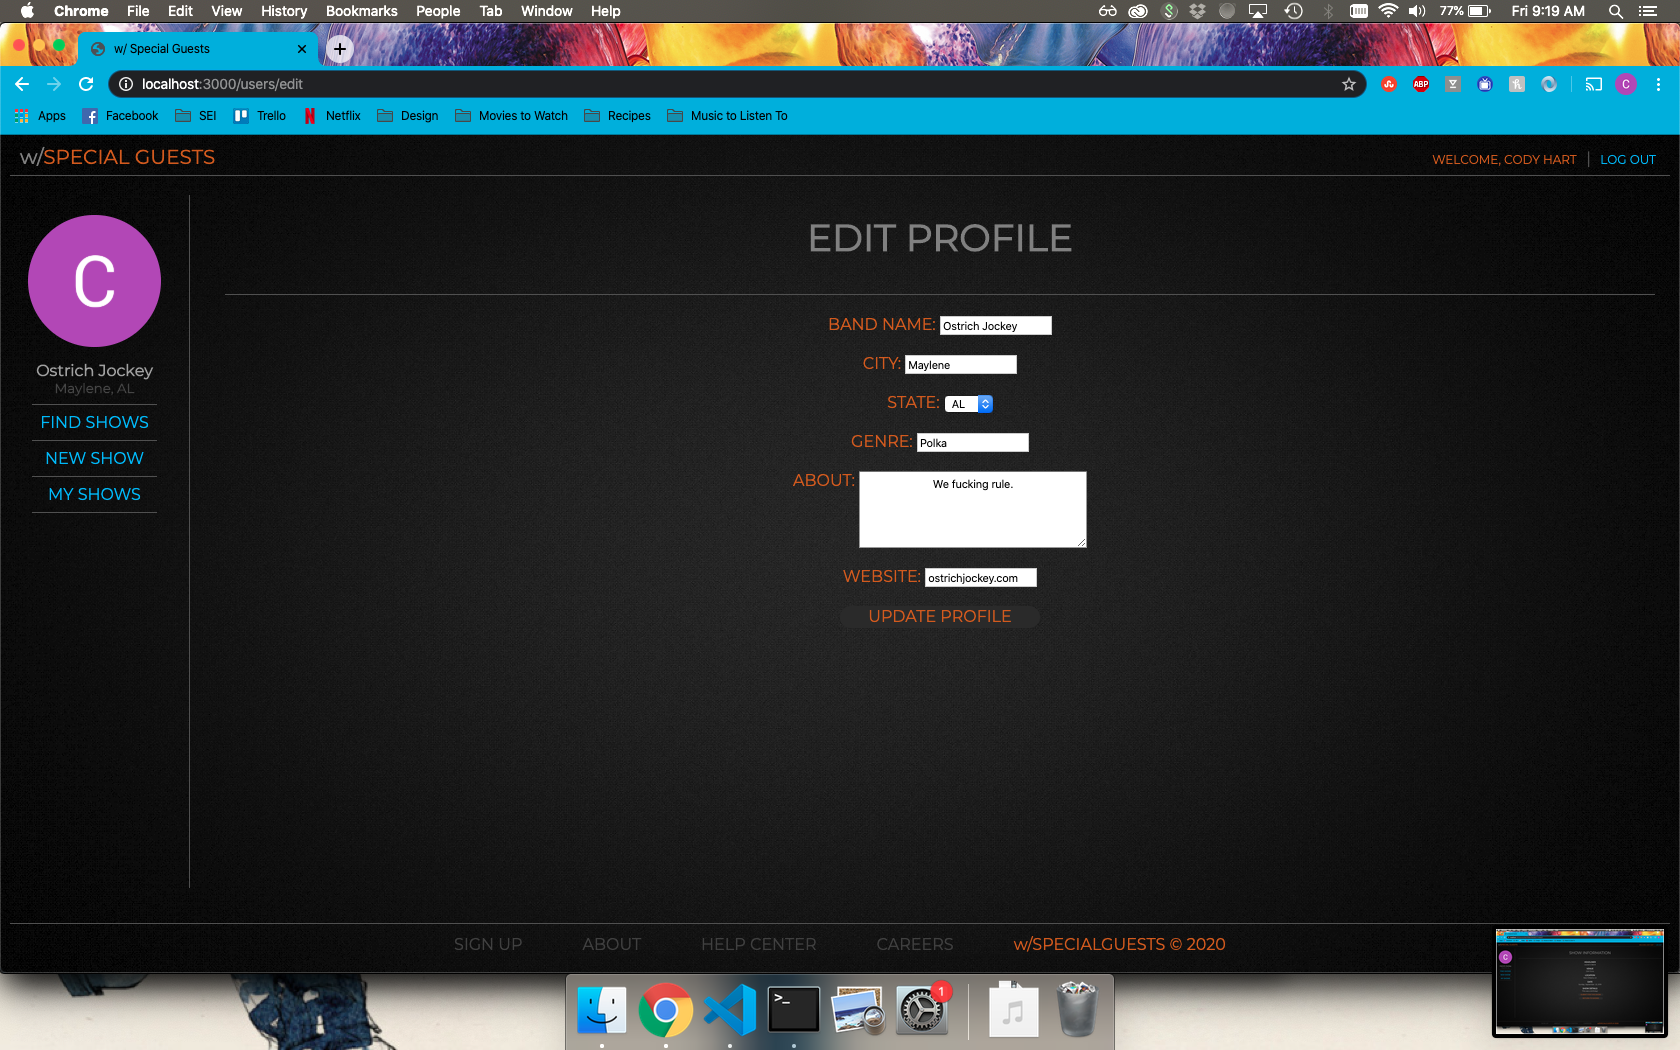 Chrome File Edit View History Bookmarks People Tab Window Help 77% Fri 9:19 AM
w/ Special Guests
localhost:3000/users/edit ABP C
Apps Facebook SEI Trello Netflix Design Movies to Watch Recipes Music to Listen To
w/SPECIAL GUESTS WELCOME, CODY HART LOG OUT
C
Ostrich Jockey
Maylene, AL
FIND SHOWS
NEW SHOW
MY SHOWS
EDIT PROFILE
BAND NAME: Ostrich Jockey
CITY: Maylene
STATE: AL
GENRE: Polka
ABOUT: We fucking rule.
WEBSITE: ostrichjockey.com
UPDATE PROFILE
SIGN UP ABOUT HELP CENTER CAREERS w/SPECIALGUESTS © 2020
SHOW INFORMATION
>_
1